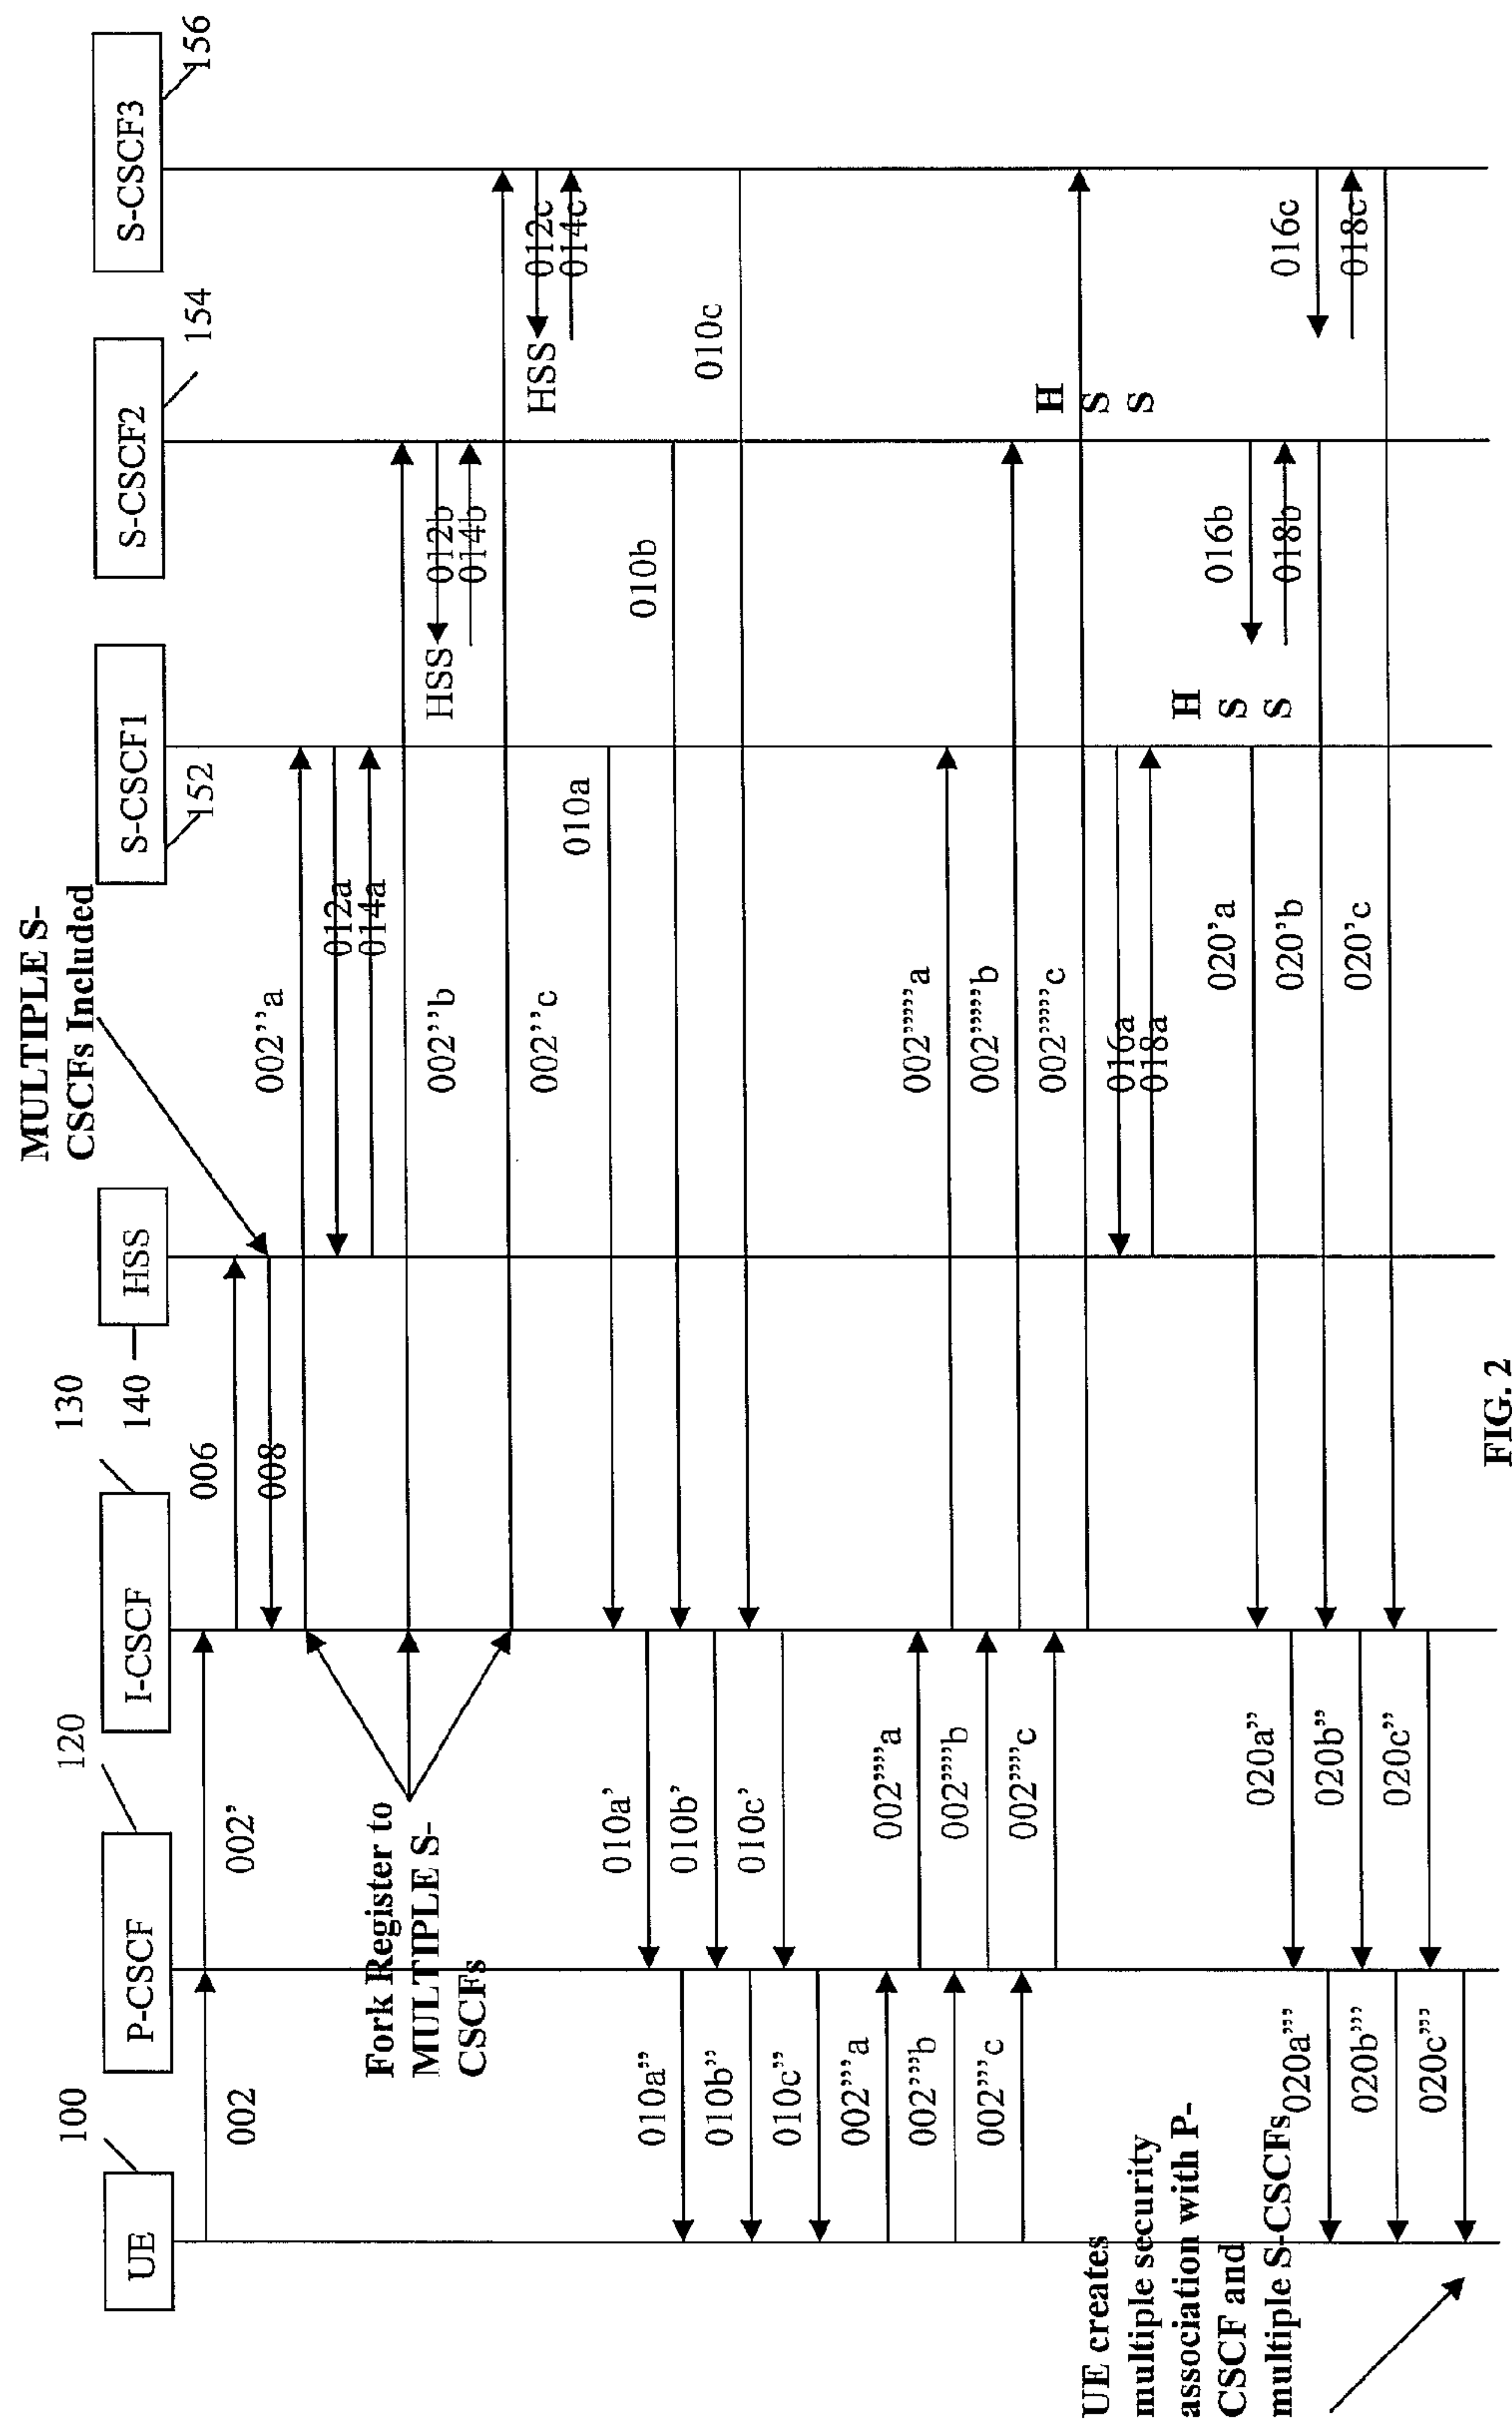 100
UE
120
P-CSCF
130
I-CSCF
140
HSS
MULTIPLE S-
CSCFs Included
152
S-CSCF1
154
S-CSCF2
156
S-CSCF3
002
002'
006
008
002''a
012a
014a
Fork Register to
MULTIPLE S-
CSCFs
002''b
HSS
012b
014b
002''c
HSS
012c
014c
010a
010a'
010a''
010b
010b'
010b''
010c
010c'
010c''
002'''a
002''''a
002'''''a
002'''b
002''''b
002'''''b
002'''c
002''''c
002'''''c
H
S
S
016a
018a
UE creates
multiple security
association with P-
CSCF and
multiple S-CSCFs
H
S
S
016b
018b
016c
018c
020'a
020a''
020a'''
020'b
020b''
020b'''
020'c
020c''
020c'''
FIG. 2